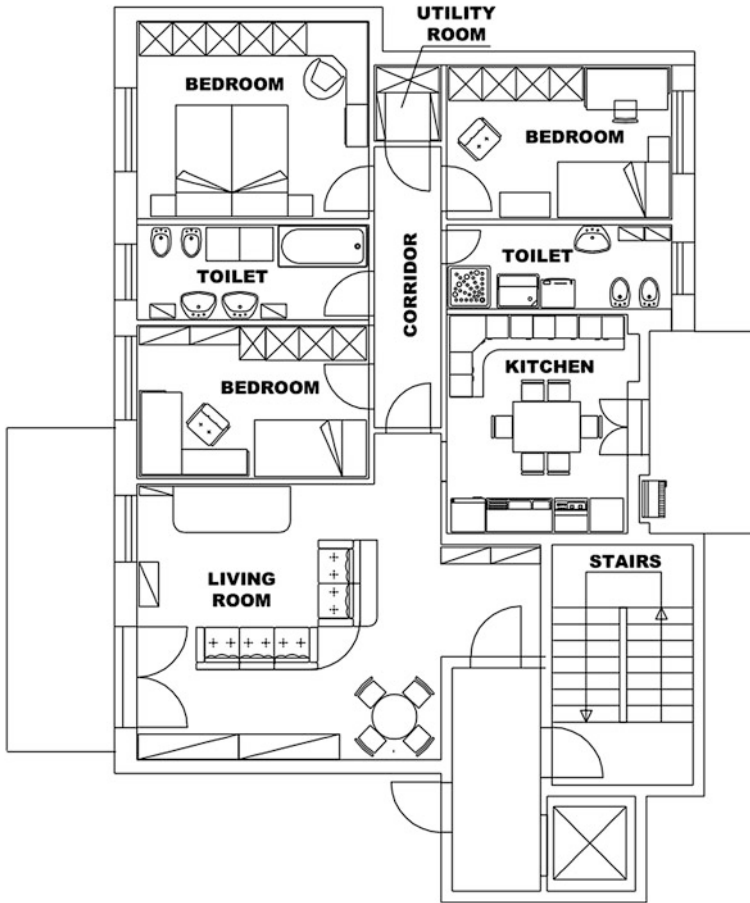 UTILITY
ROOM
BEDROOM
BEDROOM
TOILET
TOILET
CORRIDOR
KITCHEN
BEDROOM
STAIRS
LIVING
ROOM